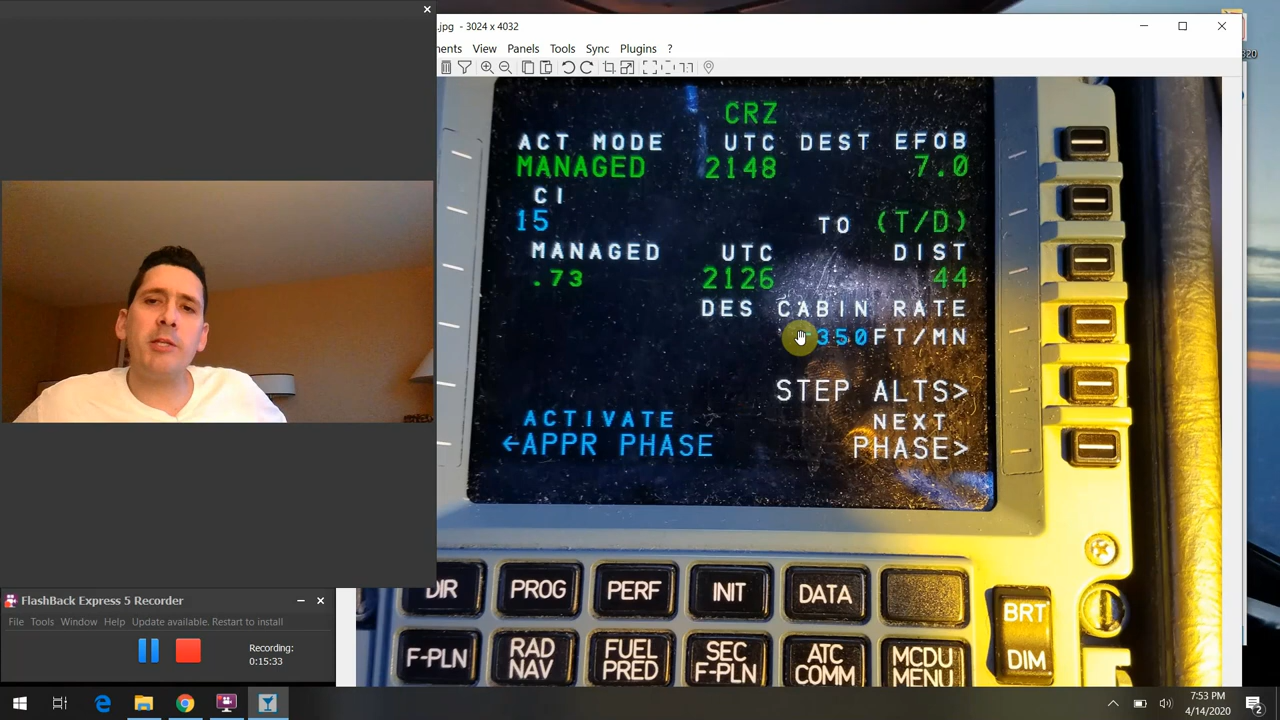 .jpg - 3024 x 4032
ments View Panels Tools Sync Plugins ?
CRZ
ACT MODE UTC DEST EFOB
MANAGED 2148 7.0
CI
15 TO (T/D)
MANAGED UTC DIST
.73 2126 44
DES CABIN RATE
350FT/MN
STEP ALTS>
ACTIVATE NEXT
←APPR PHASE PHASE>
DIR PROG PERF INIT DATA
BRT
F-PLN RAD NAV FUEL PRED SEC F-PLN ATC COMM MCDU MENU DIM
FlashBack Express 5 Recorder
File Tools Window Help Update available. Restart to install
Recording:
0:15:33
20
7:53 PM
4/14/2020
2